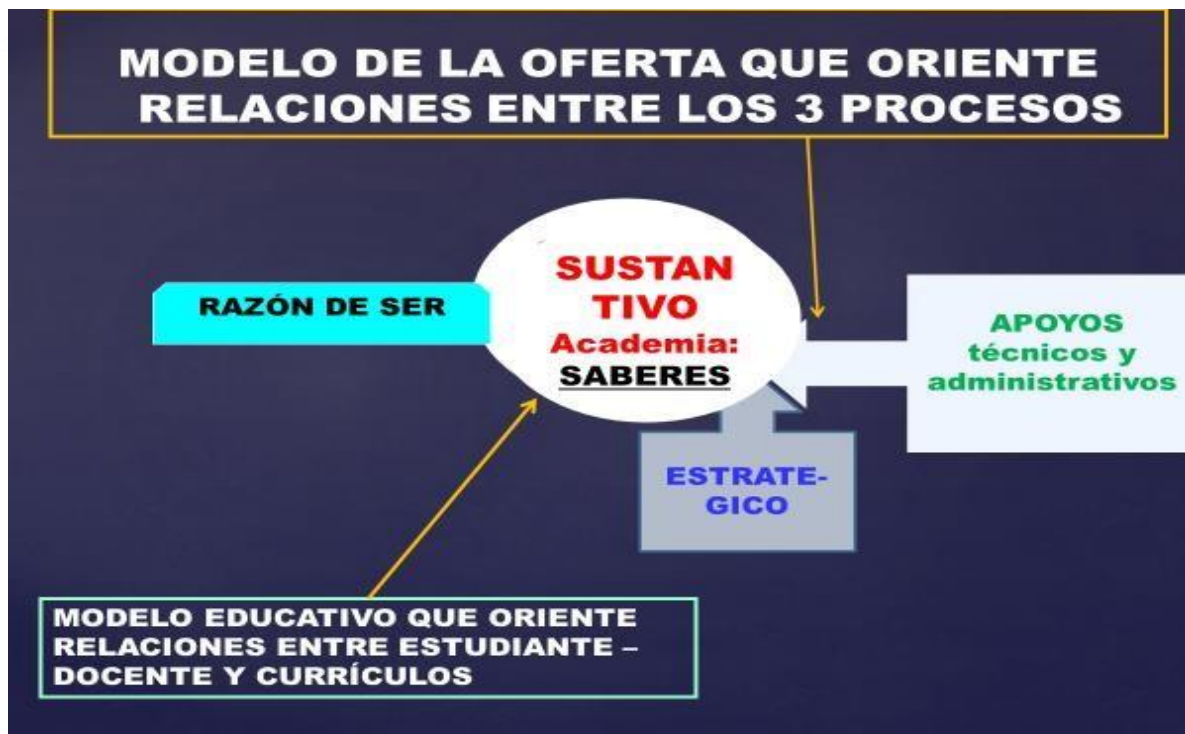 MODELO DE LA OFERTA QUE ORIENTE
RELACIONES ENTRE LOS 3 PROCESOS
RAZÓN DE SER
SUSTAN
TIVO
Academia:
SABERES
APOYOS
técnicos y
administrativos
ESTRATE-
GICO
MODELO EDUCATIVO QUE ORIENTE
RELACIONES ENTRE ESTUDIANTE –
DOCENTE Y CURRÍCULOS